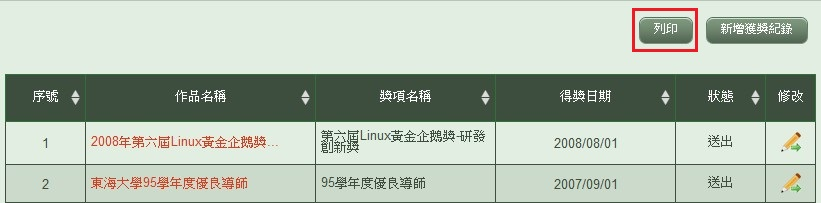 列印 新增獲獎紀錄
序號 作品名稱 獎項名稱 得獎日期 狀態 修改
1 2008年第六屆Linux黃金企鵝獎... 第六屆Linux黃金企鵝獎-研發 2008/08/01 送出
創新獎
2 東海大學95學年度優良導師 95學年度優良導師 2007/09/01 送出